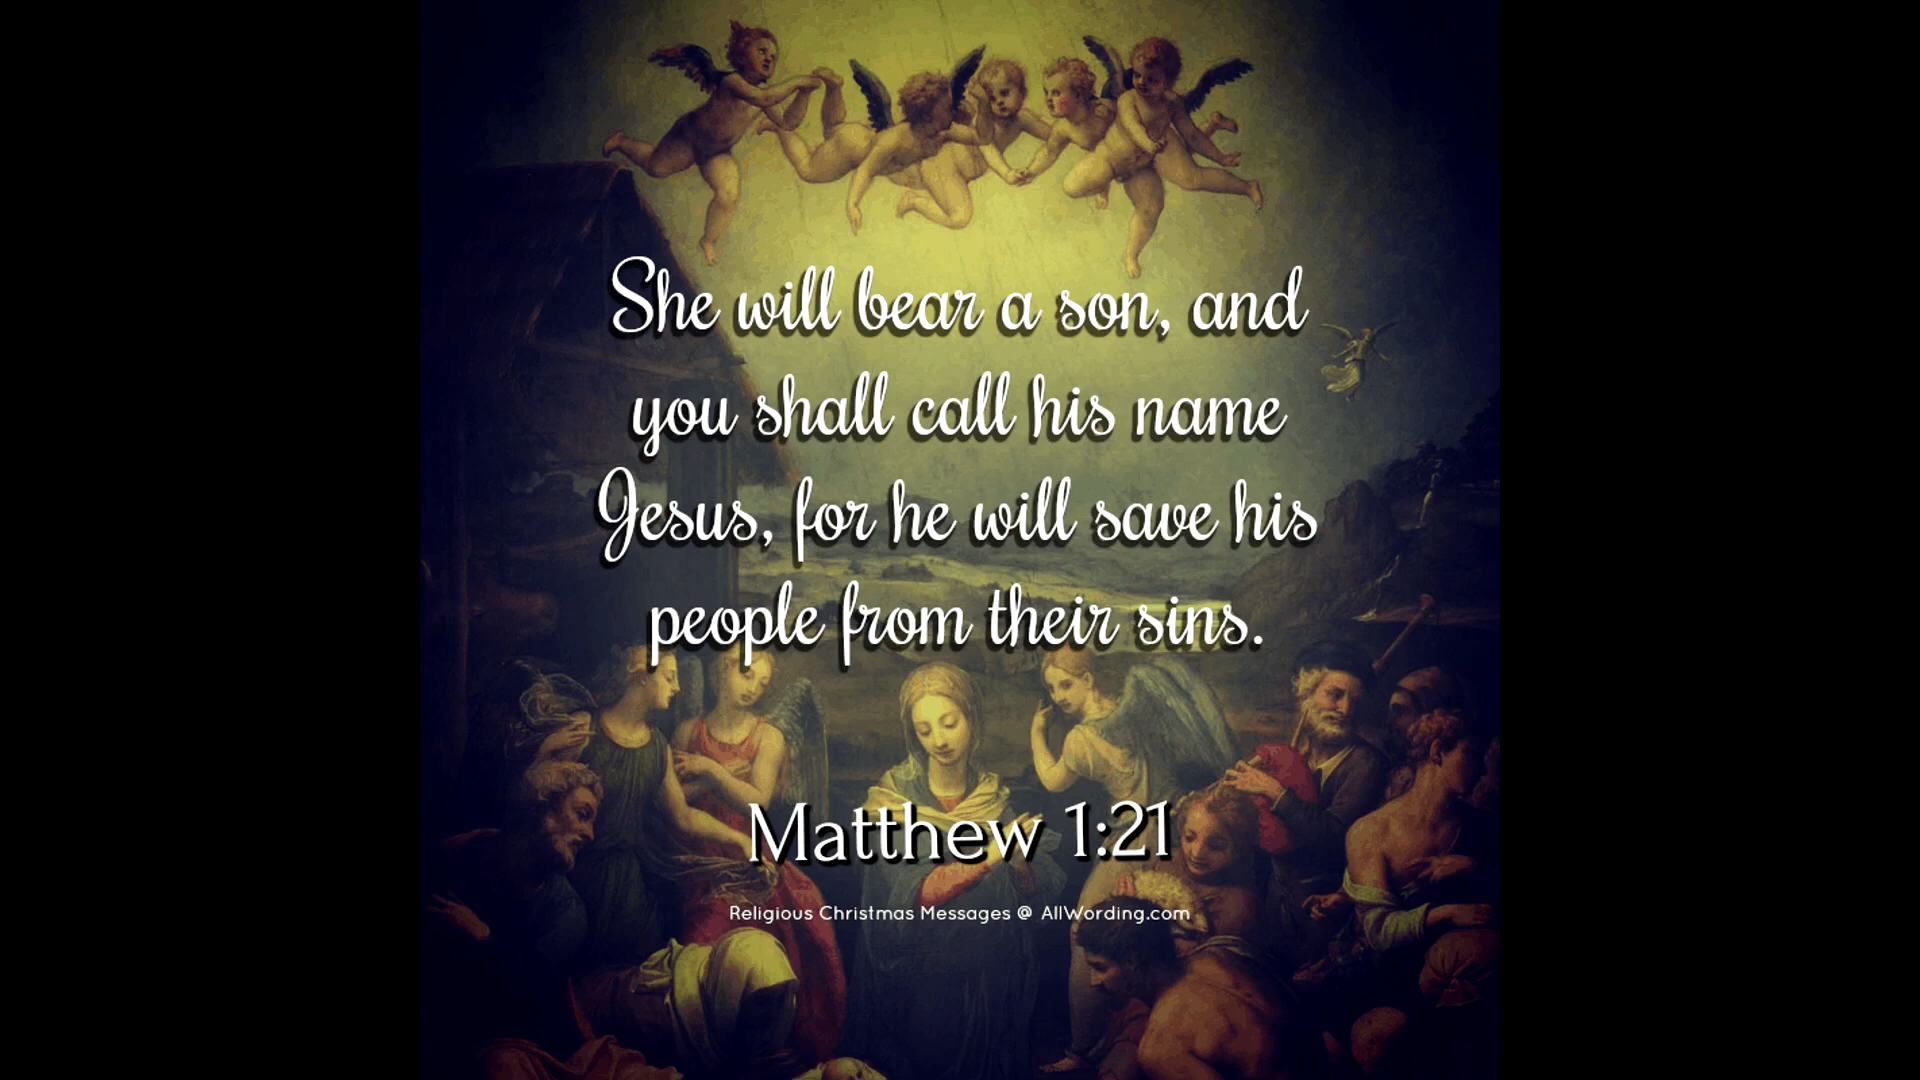 She will bear a son, and
you shall call his name
Jesus, for he will save his
people from their sins.
Matthew 1:21
Religious Christmas Messages @ AllWording.com